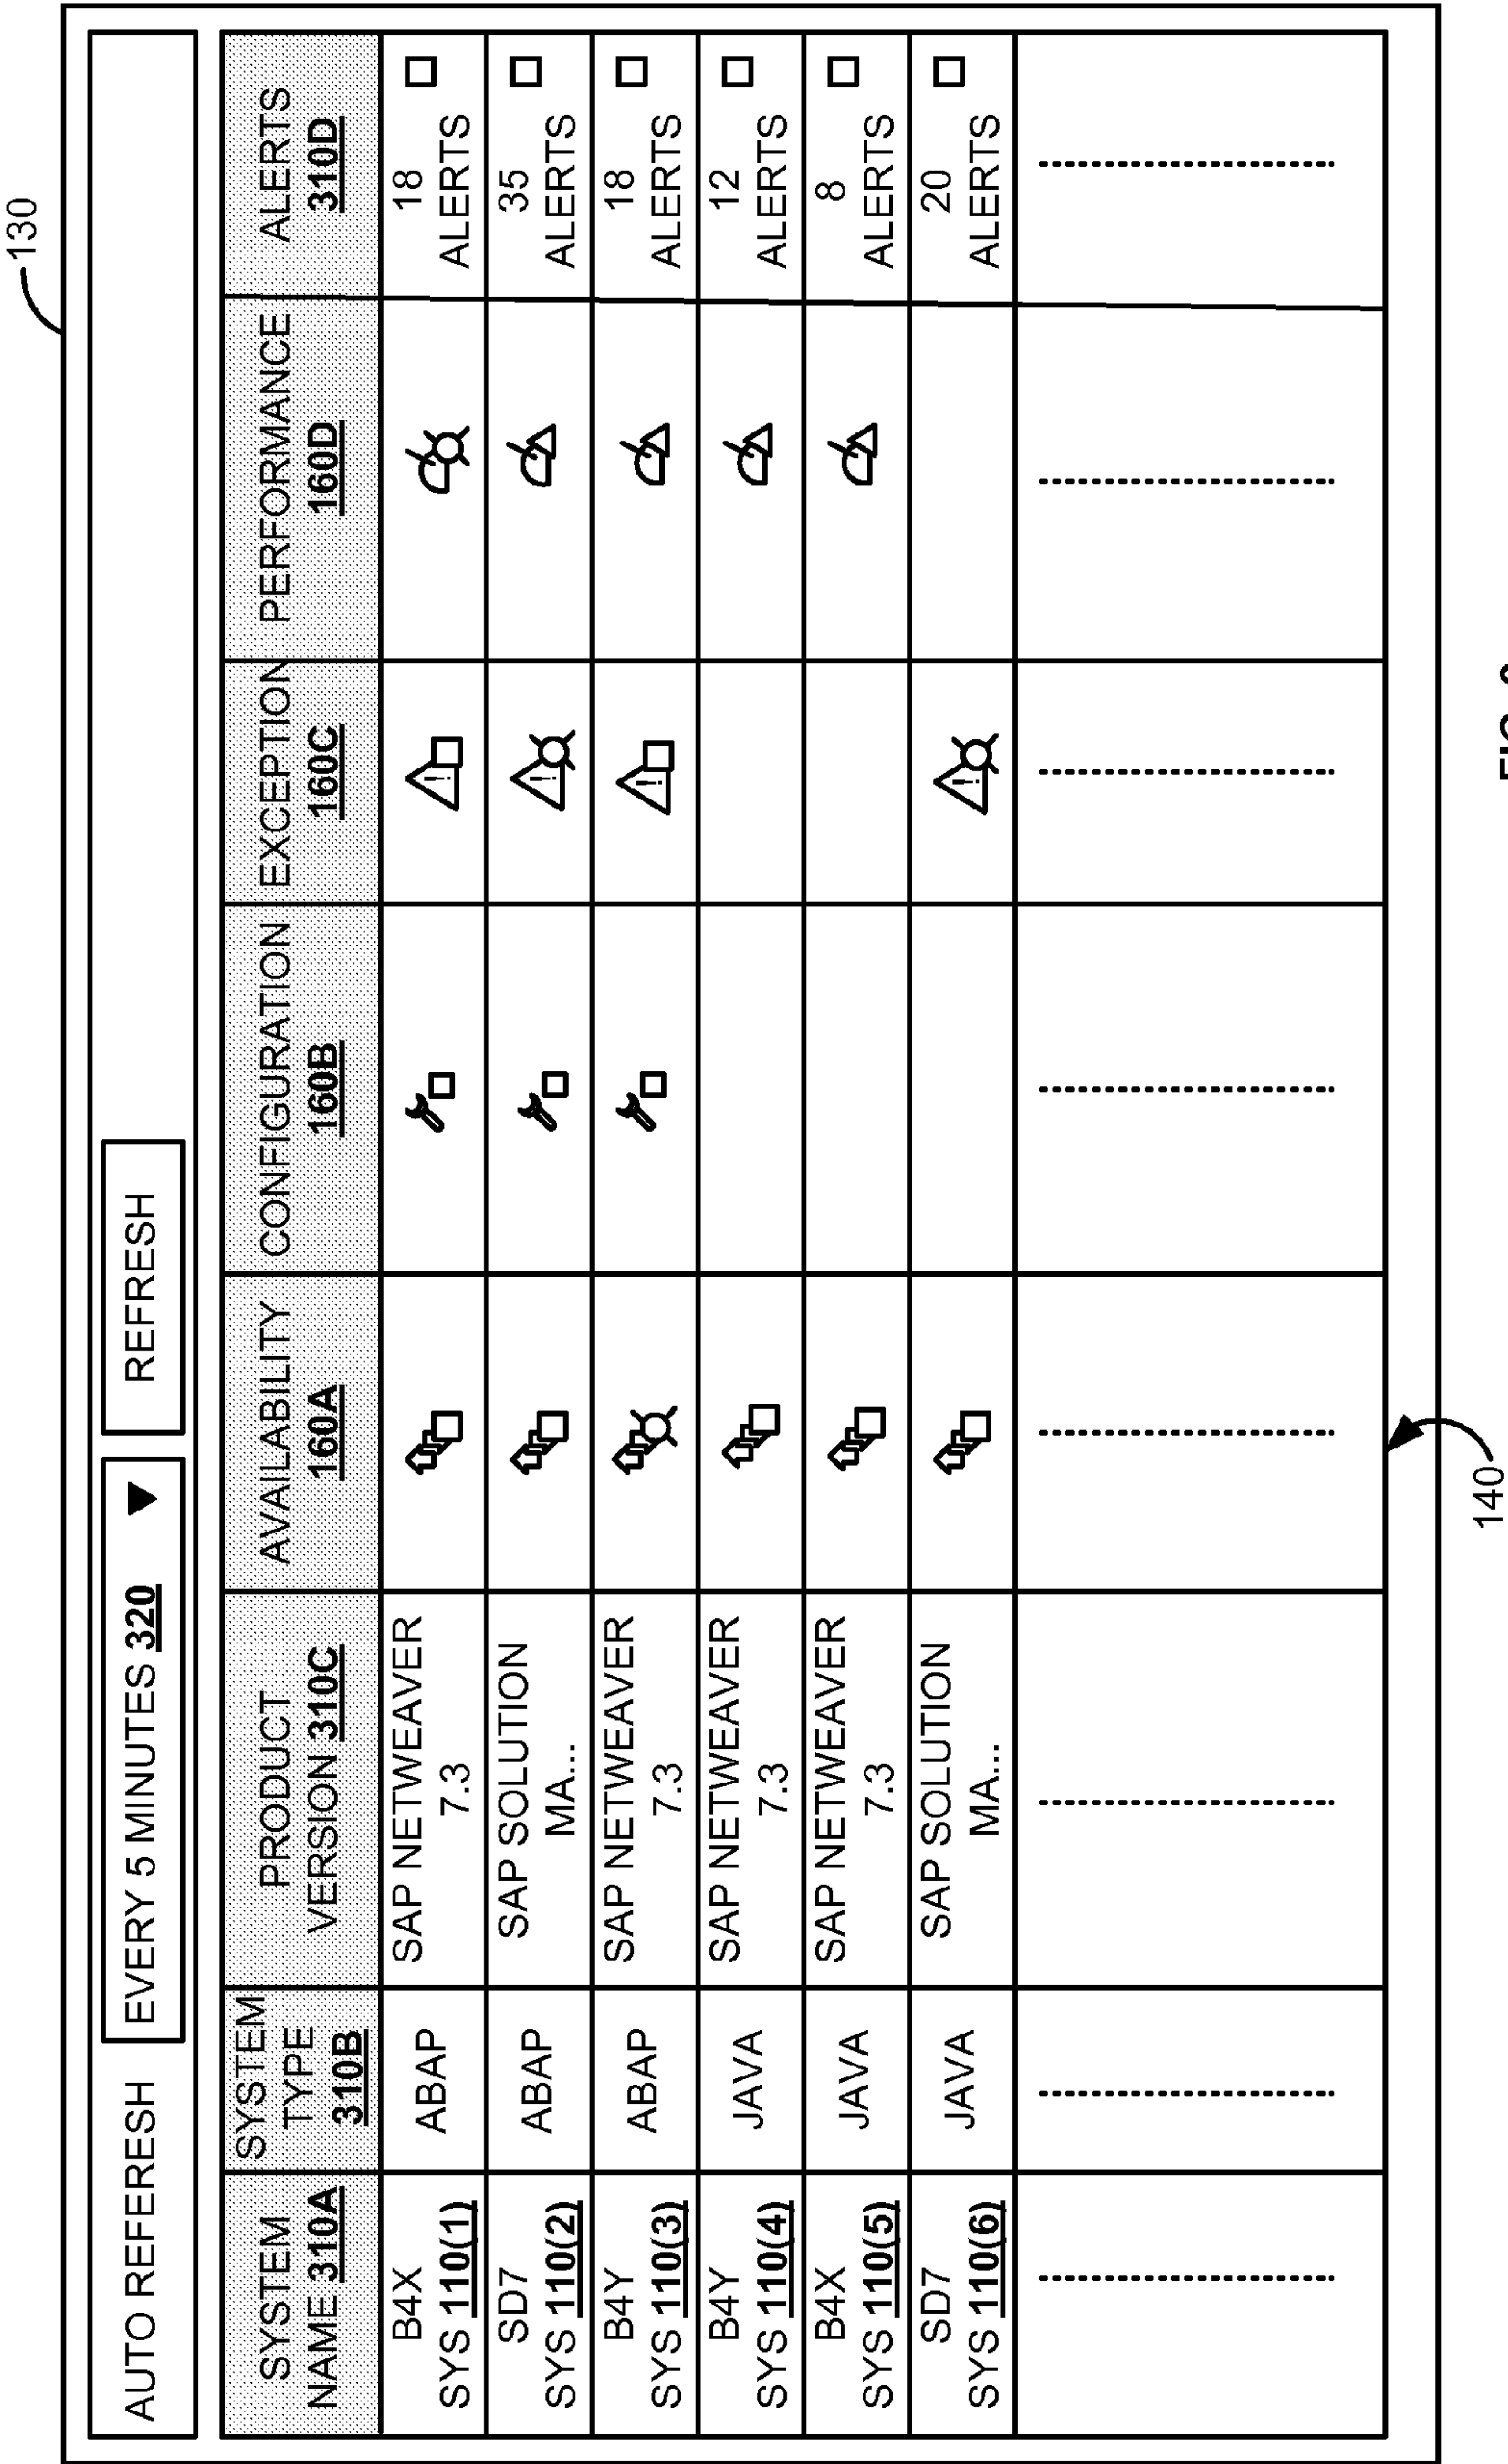 130
AUTO REFRESH EVERY 5 MINUTES 320 ▼ REFRESH
SYSTEM NAME 310A
SYSTEM TYPE 310B
PRODUCT VERSION 310C
AVAILABILITY 160A
CONFIGURATION 160B
EXCEPTION 160C
PERFORMANCE 160D
ALERTS 310D
B4X SYS 110(1) ABAP SAP NETWEAVER 7.3 18 ALERTS
SD7 SYS 110(2) ABAP SAP SOLUTION MA... 35 ALERTS
B4Y SYS 110(3) ABAP SAP NETWEAVER 7.3 18 ALERTS
B4Y SYS 110(4) JAVA SAP NETWEAVER 7.3 12 ALERTS
B4X SYS 110(5) JAVA SAP NETWEAVER 7.3 8 ALERTS
SD7 SYS 110(6) JAVA SAP SOLUTION MA... 20 ALERTS
140